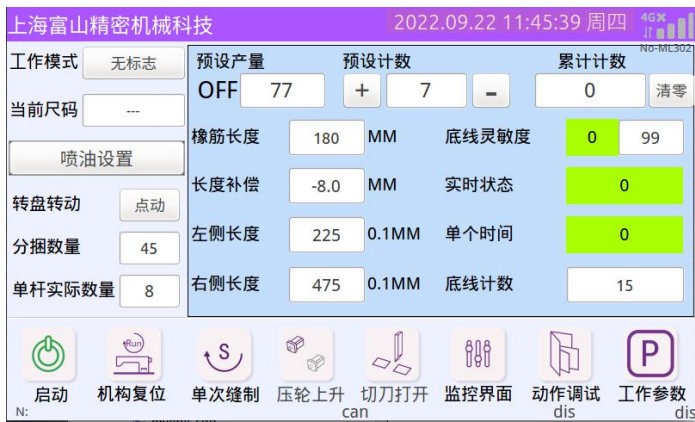 上海富山精密机械科技 2022.09.22 11:45:39 周四 4G
No-ML302
工作模式 无标志 预设产量 预设计数 累计计数
OFF 77 + 7 - 0 清零
当前尺码 ---
橡筋长度 180 MM 底线灵敏度 0 99
喷油设置
长度补偿 -8.0 MM 实时状态 0
转盘转动 点动
左侧长度 225 0.1MM 单个时间 0
分捆数量 45
右侧长度 475 0.1MM 底线计数 15
单杆实际数量 8
Run S P
启动 机构复位 单次缝制 压轮上升 切刀打开 监控界面 动作调试 工作参数
N: can dis dis